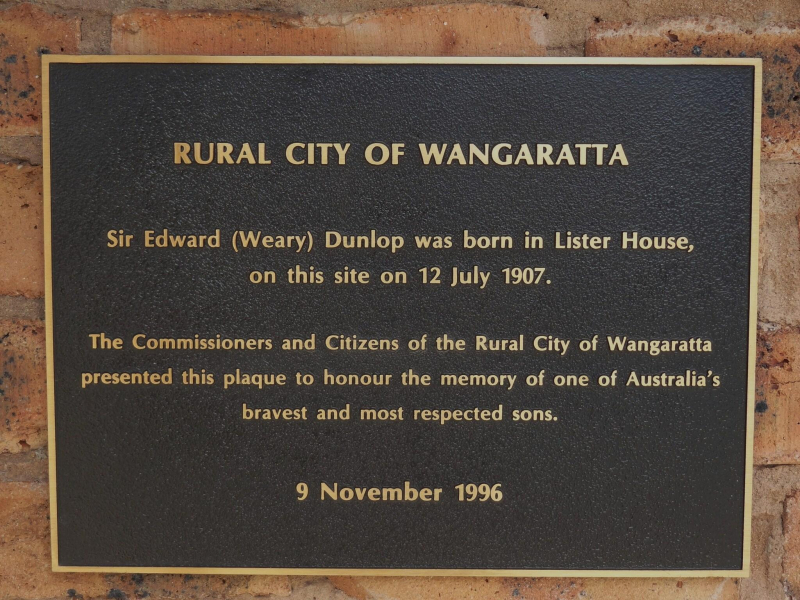 RURAL CITY OF WANGARATTA
Sir Edward (Weary) Dunlop was born in Lister House,
on this site on 12 July 1907.
The Commissioners and Citizens of the Rural City of Wangaratta
presented this plaque to honour the memory of one of Australia's
bravest and most respected sons.
9 November 1996